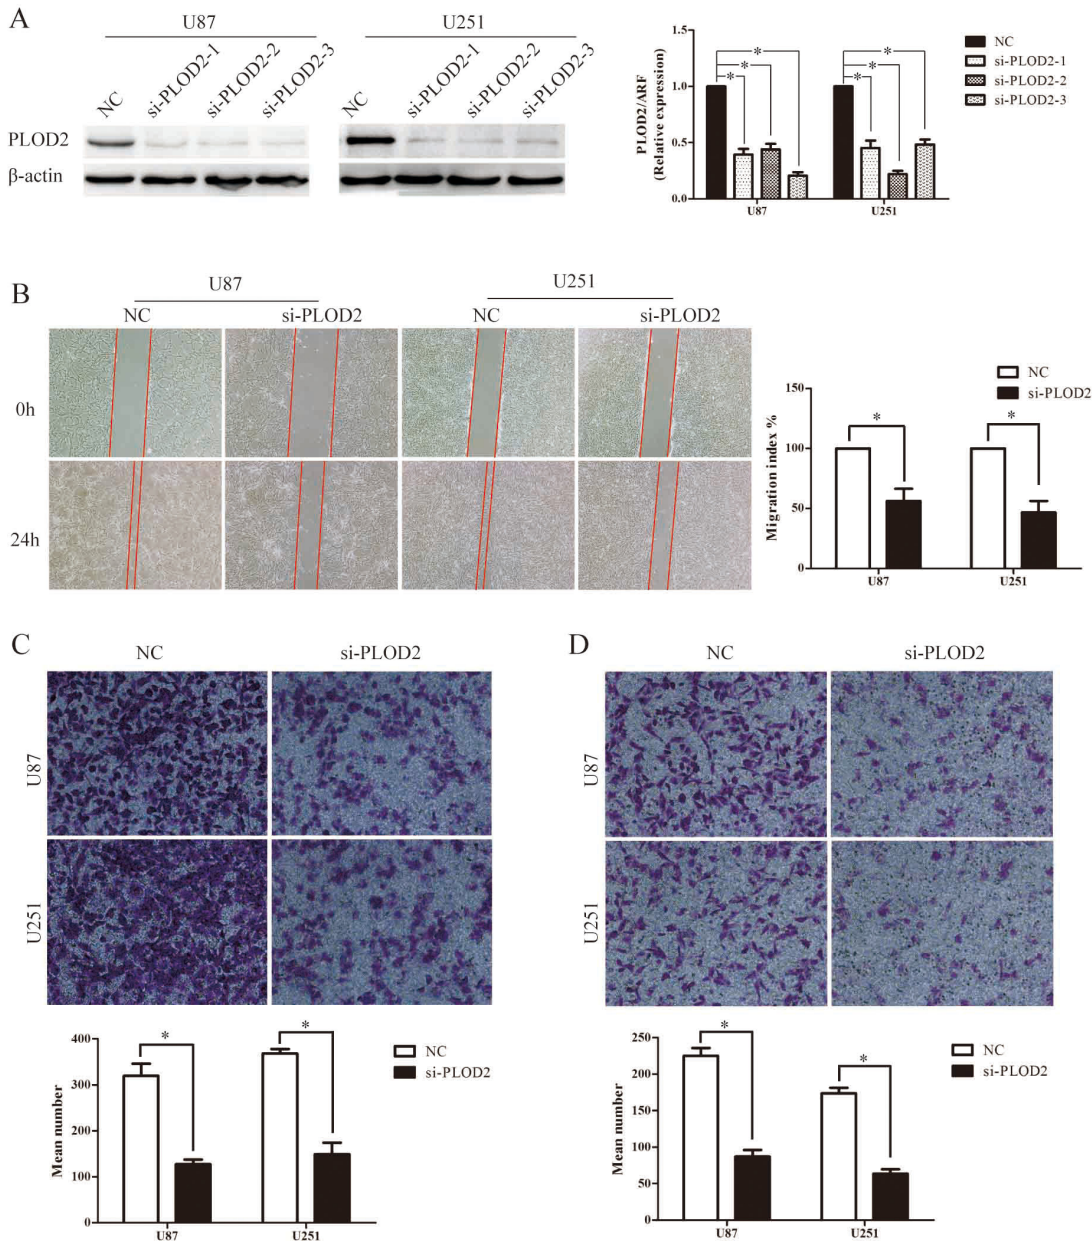 A
U87
U251
NC
si-PLOD2-1
si-PLOD2-2
si-PLOD2-3
NC
si-PLOD2-1
si-PLOD2-2
si-PLOD2-3
PLOD2
β-actin
PLOD2/ARF
(Relative expression)
1.5
1.0
0.5
0.0
* * * * * *
U87
U251
NC
si-PLOD2-1
si-PLOD2-2
si-PLOD2-3
B
U87
U251
NC
si-PLOD2
NC
si-PLOD2
0h
24h
Migration index %
150
100
50
0
* *
U87
U251
NC
si-PLOD2
C
NC
si-PLOD2
U87
U251
Mean number
400
300
200
100
0
* *
U87
U251
NC
si-PLOD2
D
NC
si-PLOD2
U87
U251
Mean number
250
200
150
100
50
0
* *
U87
U251
NC
si-PLOD2